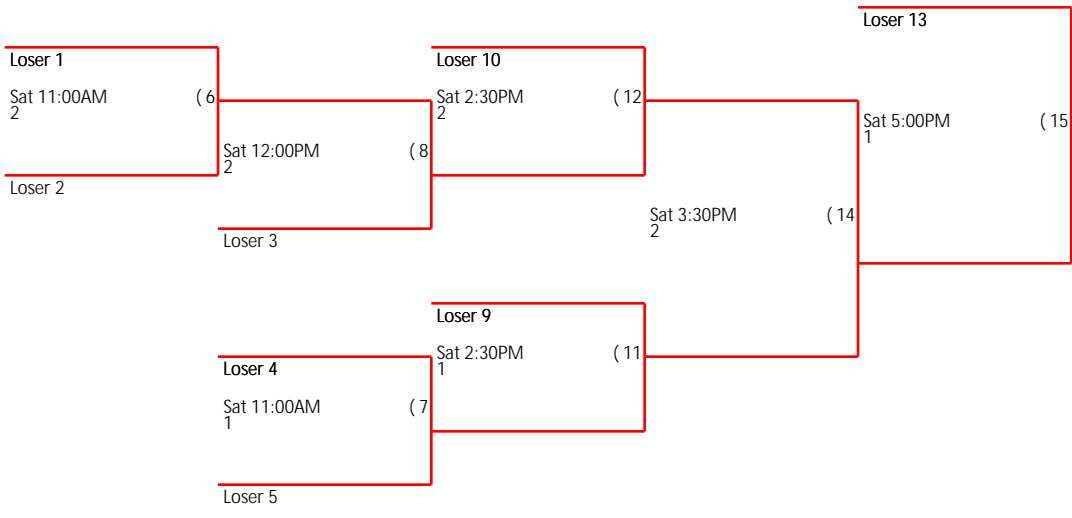 Loser 13
Loser 1
Loser 10
Sat 11:00AM ( 6
2
Sat 2:30PM ( 12
2
Sat 5:00PM ( 15
1
Sat 12:00PM ( 8
2
Loser 2
Sat 3:30PM ( 14
2
Loser 3
Loser 9
Sat 2:30PM ( 11
1
Loser 4
Sat 11:00AM ( 7
1
Loser 5